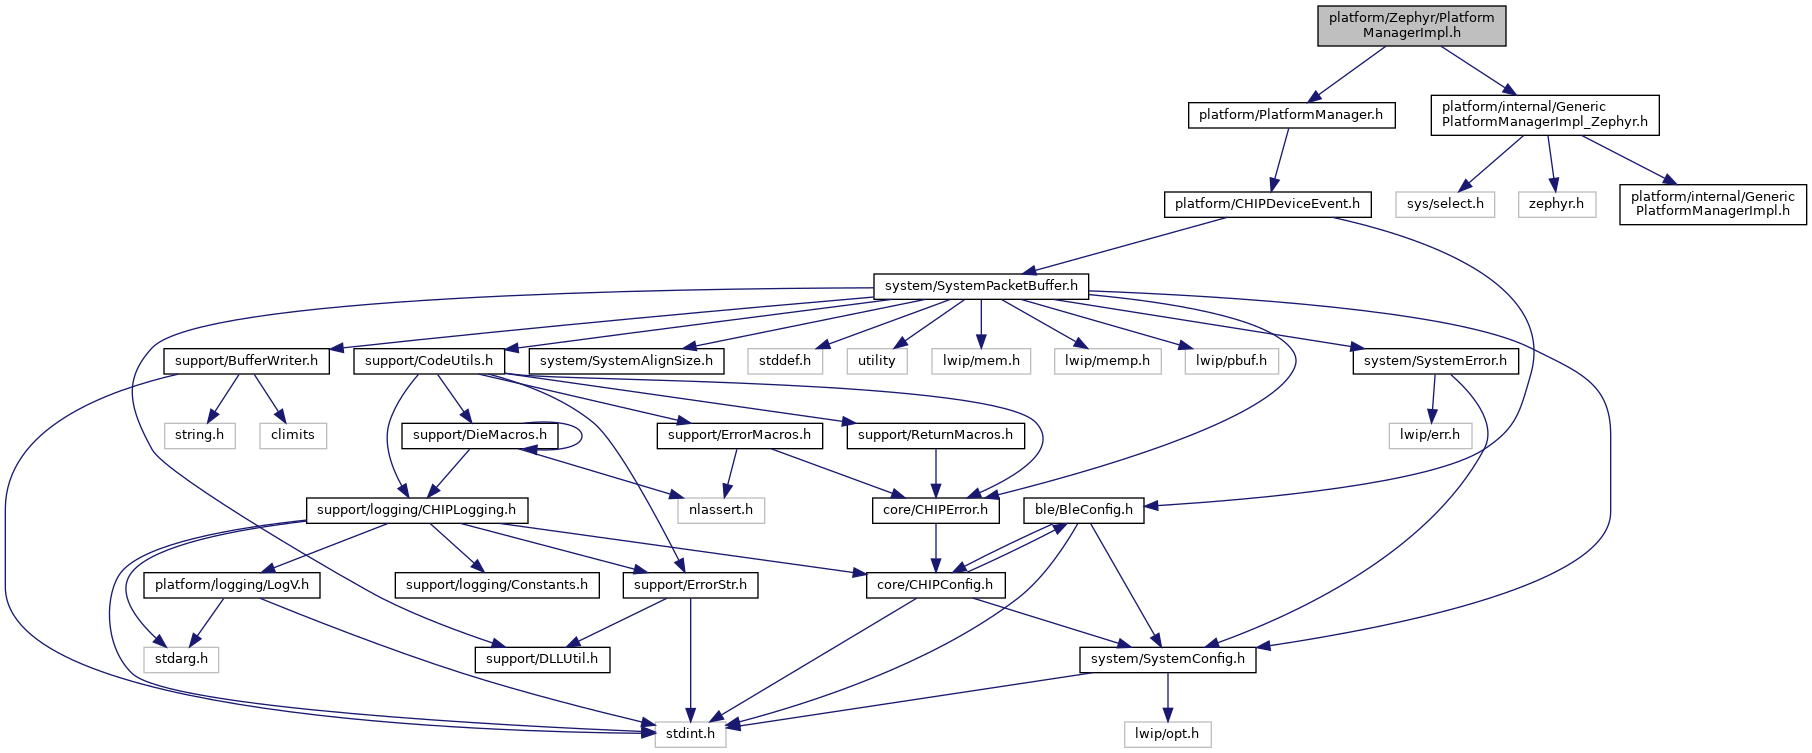 platform/Zephyr/Platform
ManagerImpl.h
platform/PlatformManager.h
platform/internal/Generic
PlatformManagerImpl_Zephyr.h
platform/CHIPDeviceEvent.h
sys/select.h
zephyr.h
platform/internal/Generic
PlatformManagerImpl.h
system/SystemPacketBuffer.h
support/BufferWriter.h
support/CodeUtils.h
system/SystemAlignSize.h
stddef.h
utility
lwip/mem.h
lwip/memp.h
lwip/pbuf.h
system/SystemError.h
string.h
climits
support/DieMacros.h
support/ErrorMacros.h
support/ReturnMacros.h
lwip/err.h
support/logging/CHIPLogging.h
nlassert.h
core/CHIPError.h
ble/BleConfig.h
platform/logging/LogV.h
support/logging/Constants.h
support/ErrorStr.h
core/CHIPConfig.h
stdarg.h
support/DLLUtil.h
system/SystemConfig.h
stdint.h
lwip/opt.h